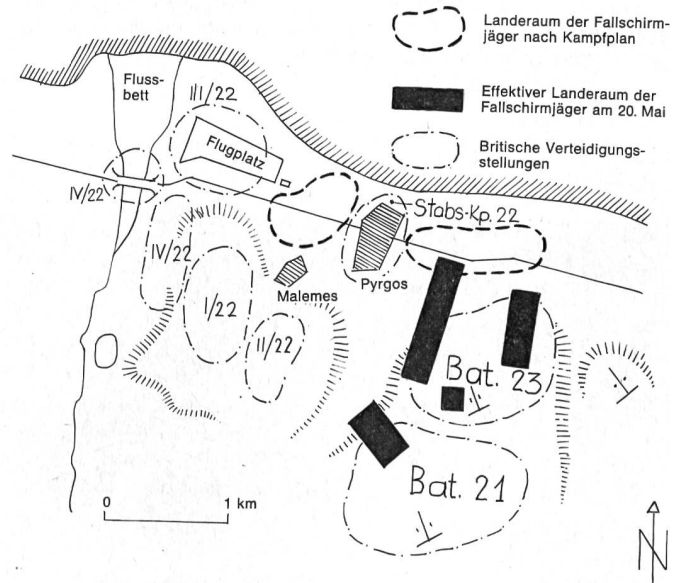 Landeraum der Fallschirm-
jäger nach Kampfplan
Effektiver Landeraum der
Fallschirmjäger am 20. Mai
Britische Verteidigungs-
stellungen
Fluss-
bett
III/22
Flugplatz
IV/22
Stabs-Kp. 22
IV/22
Malemes
Pyrgos
I/22
II/22
Bat. 23
Bat. 21
0 1 km
N